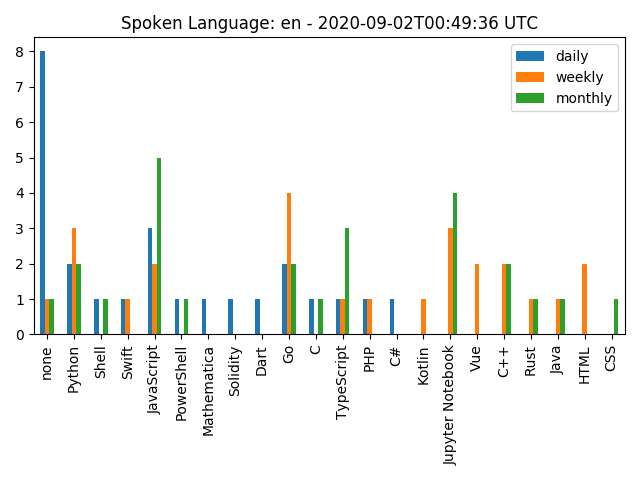 Spoken Language: en - 2020-09-02T00:49:36 UTC
daily
weekly
monthly
8
7
6
5
4
3
2
1
0
none
Python
Shell
Swift
JavaScript
PowerShell
Mathematica
Solidity
Dart
Go
C
TypeScript
PHP
C#
Kotlin
Jupyter Notebook
Vue
C++
Rust
Java
HTML
CSS